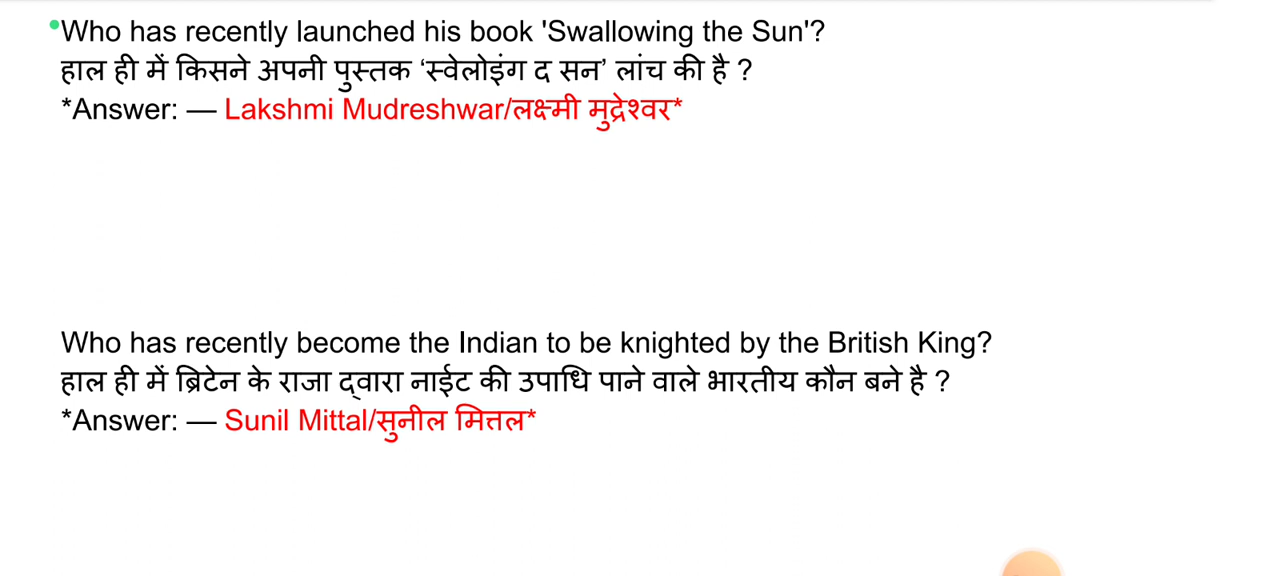 Who has recently launched his book 'Swallowing the Sun'?
हाल ही में किसने अपनी पुस्तक ‘स्वेलोइंग द सन’ लांच की है ?
*Answer: — Lakshmi Mudreshwar/लक्ष्मी मुद्रेश्वर*
Who has recently become the Indian to be knighted by the British King?
हाल ही में ब्रिटेन के राजा द्वारा नाईट की उपाधि पाने वाले भारतीय कौन बने है ?
*Answer: — Sunil Mittal/सुनील मित्तल*